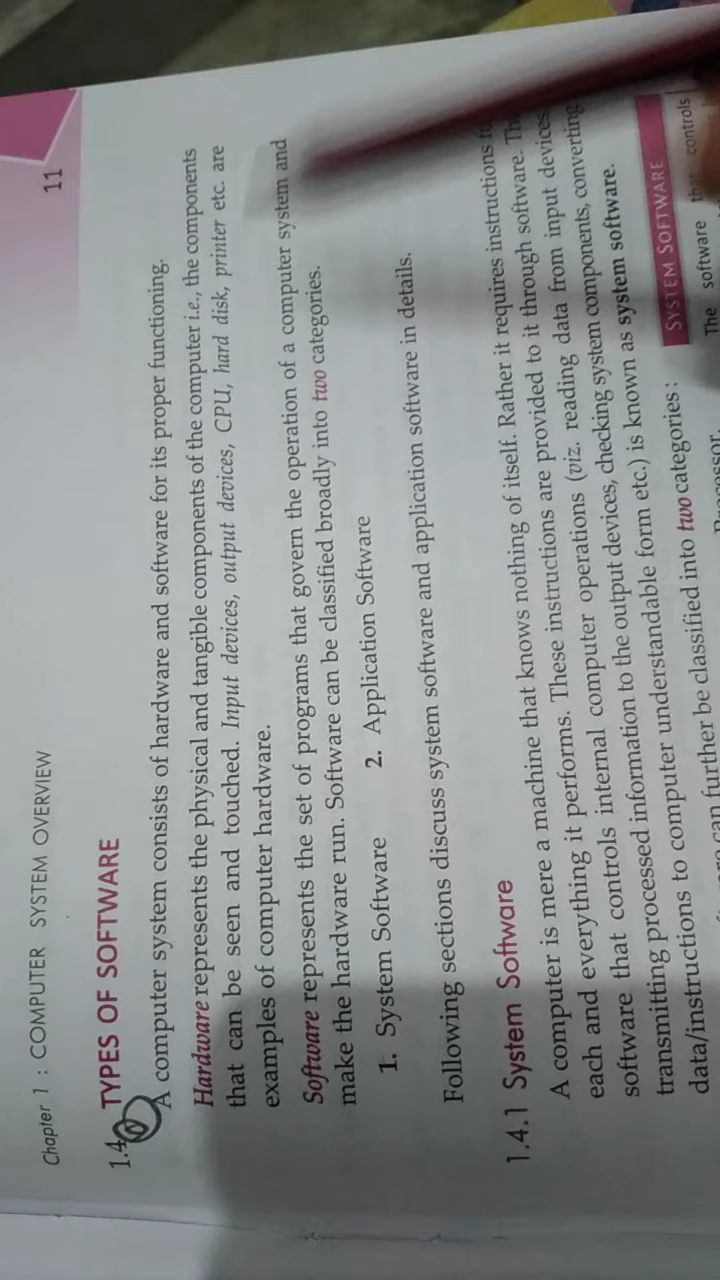 Chapter 1 : COMPUTER SYSTEM OVERVIEW
11
1.4 TYPES OF SOFTWARE
A computer system consists of hardware and software for its proper functioning.
Hardware represents the physical and tangible components of the computer i.e., the components
that can be seen and touched. Input devices, output devices, CPU, hard disk, printer etc. are
examples of computer hardware.
Software represents the set of programs that govern the operation of a computer system and
make the hardware run. Software can be classified broadly into two categories.
1. System Software 2. Application Software
Following sections discuss system software and application software in details.
1.4.1 System Software
A computer is mere a machine that knows nothing of itself. Rather it requires instructions
each and everything it performs. These instructions are provided to it through software.
software that controls internal computer operations (viz. reading data from input devices
transmitting processed information to the output devices, checking system components, converting
data/instructions to computer understandable form etc.) is known as system software.
can further be classified into two categories :
SYSTEM SOFTWARE
The software that controls